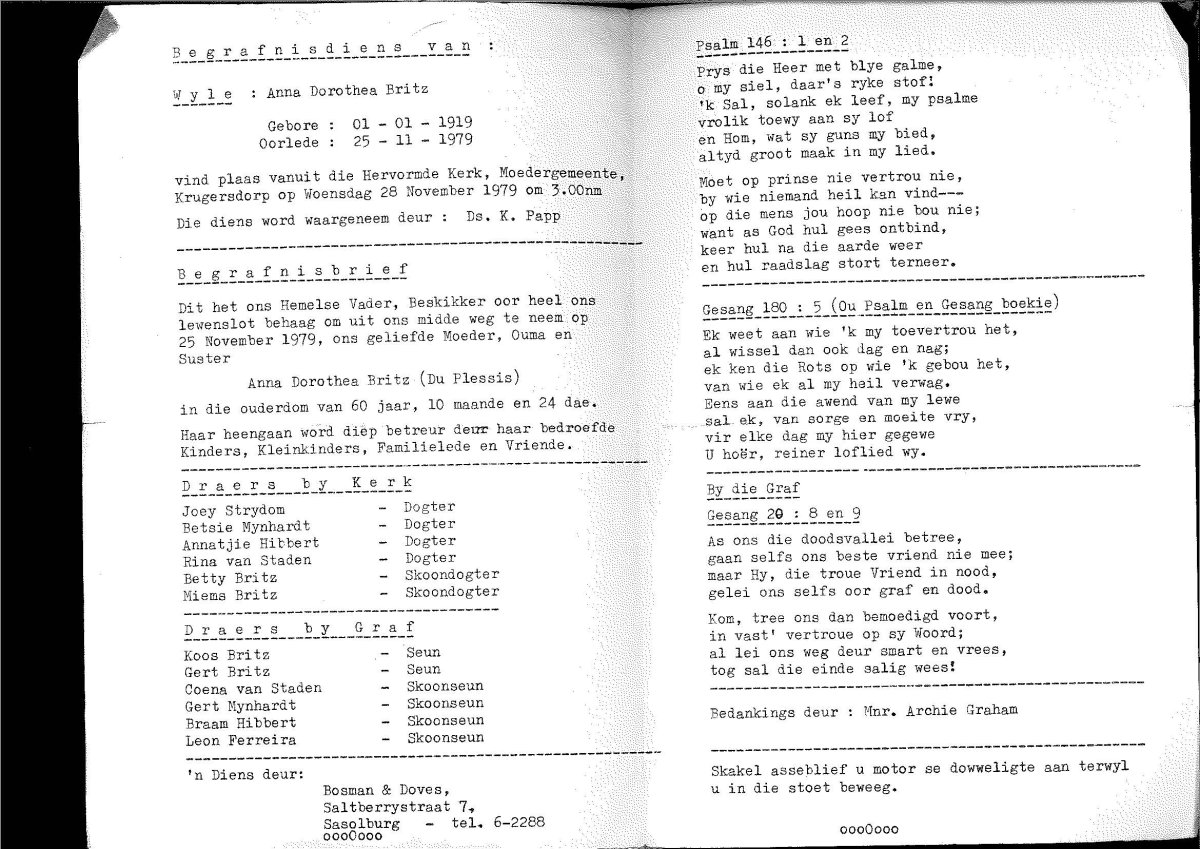 Begrafnisdiens van :
Wyle : Anna Dorothea Britz
Gebore : 01 - 01 - 1919
Oorlede : 25 - 11 - 1979
vind plaas vanuit die Hervormde Kerk, Moedergemeente,
Krugersdorp op Woensdag 28 November 1979 om 3.00nm
Die diens word waargeneem deur : Ds. K. Papp
Begrafnisbrief
Dit het ons Hemelse Vader, Beskikker oor heel ons
lewenslot behaag om uit ons midde weg te neem op
25 November 1979, ons geliefde Moeder, Ouma en
Suster
Anna Dorothea Britz (Du Plessis)
in die ouderdom van 60 jaar, 10 maande en 24 dae.
Haar heengaan word diep betreur deur haar bedroefde
Kinders, Kleinkinders, Familielede en Vriende.
Draers by Kerk
Joey Strydom - Dogter
Betsie Mynhardt - Dogter
Annatjie Hibbert - Dogter
Rina van Staden - Dogter
Betty Britz - Skoondogter
Miems Britz - Skoondogter
Draers by Graf
Koos Britz - Seun
Gert Britz - Seun
Coena van Staden - Skoonseun
Gert Mynhardt - Skoonseun
Braam Hibbert - Skoonseun
Leon Ferreira - Skoonseun
'n Diens deur:
Bosman & Doves,
Saltberrystraat 7,
Sasolburg - tel. 6-2288
oooOooo
Psalm 146 : 1 en 2
Prys die Heer met blye galme,
o my siel, daar's ryke stof!
'k Sal, solank ek leef, my psalme
vrolik toewy aan sy lof
en Hom, wat sy guns my bied,
altyd groot maak in my lied.
Moet op prinse nie vertrou nie,
by wie niemand heil kan vind---
op die mens jou hoop nie bou nie;
want as God hul gees ontbind,
keer hul na die aarde weer
en hul raadslag stort terneer.
Gesang 180 : 5 (Ou Psalm en Gesang boekie)
Ek weet aan wie 'k my toevertrou het,
al wissel dan ook dag en nag;
ek ken die Rots op wie 'k gebou het,
van wie ek al my heil verwag.
Eens aan die awend van my lewe
sal ek, van sorge en moeite vry,
vir elke dag my hier gegewe
U hoër, reiner loflied wy.
By die Graf
Gesang 20 : 8 en 9
As ons die doodsvallei betree,
gaan selfs ons beste vriend nie mee;
maar Hy, die troue Vriend in nood,
gelei ons selfs oor graf en dood.
Kom, tree ons dan bemoedigd voort,
in vast' vertroue op sy Woord;
al lei ons weg deur smart en vrees,
tog sal die einde salig wees!
Bedankings deur : Mnr. Archie Graham
Skakel asseblief u motor se dowweligte aan terwyl
u in die stoet beweeg.
oooOooo